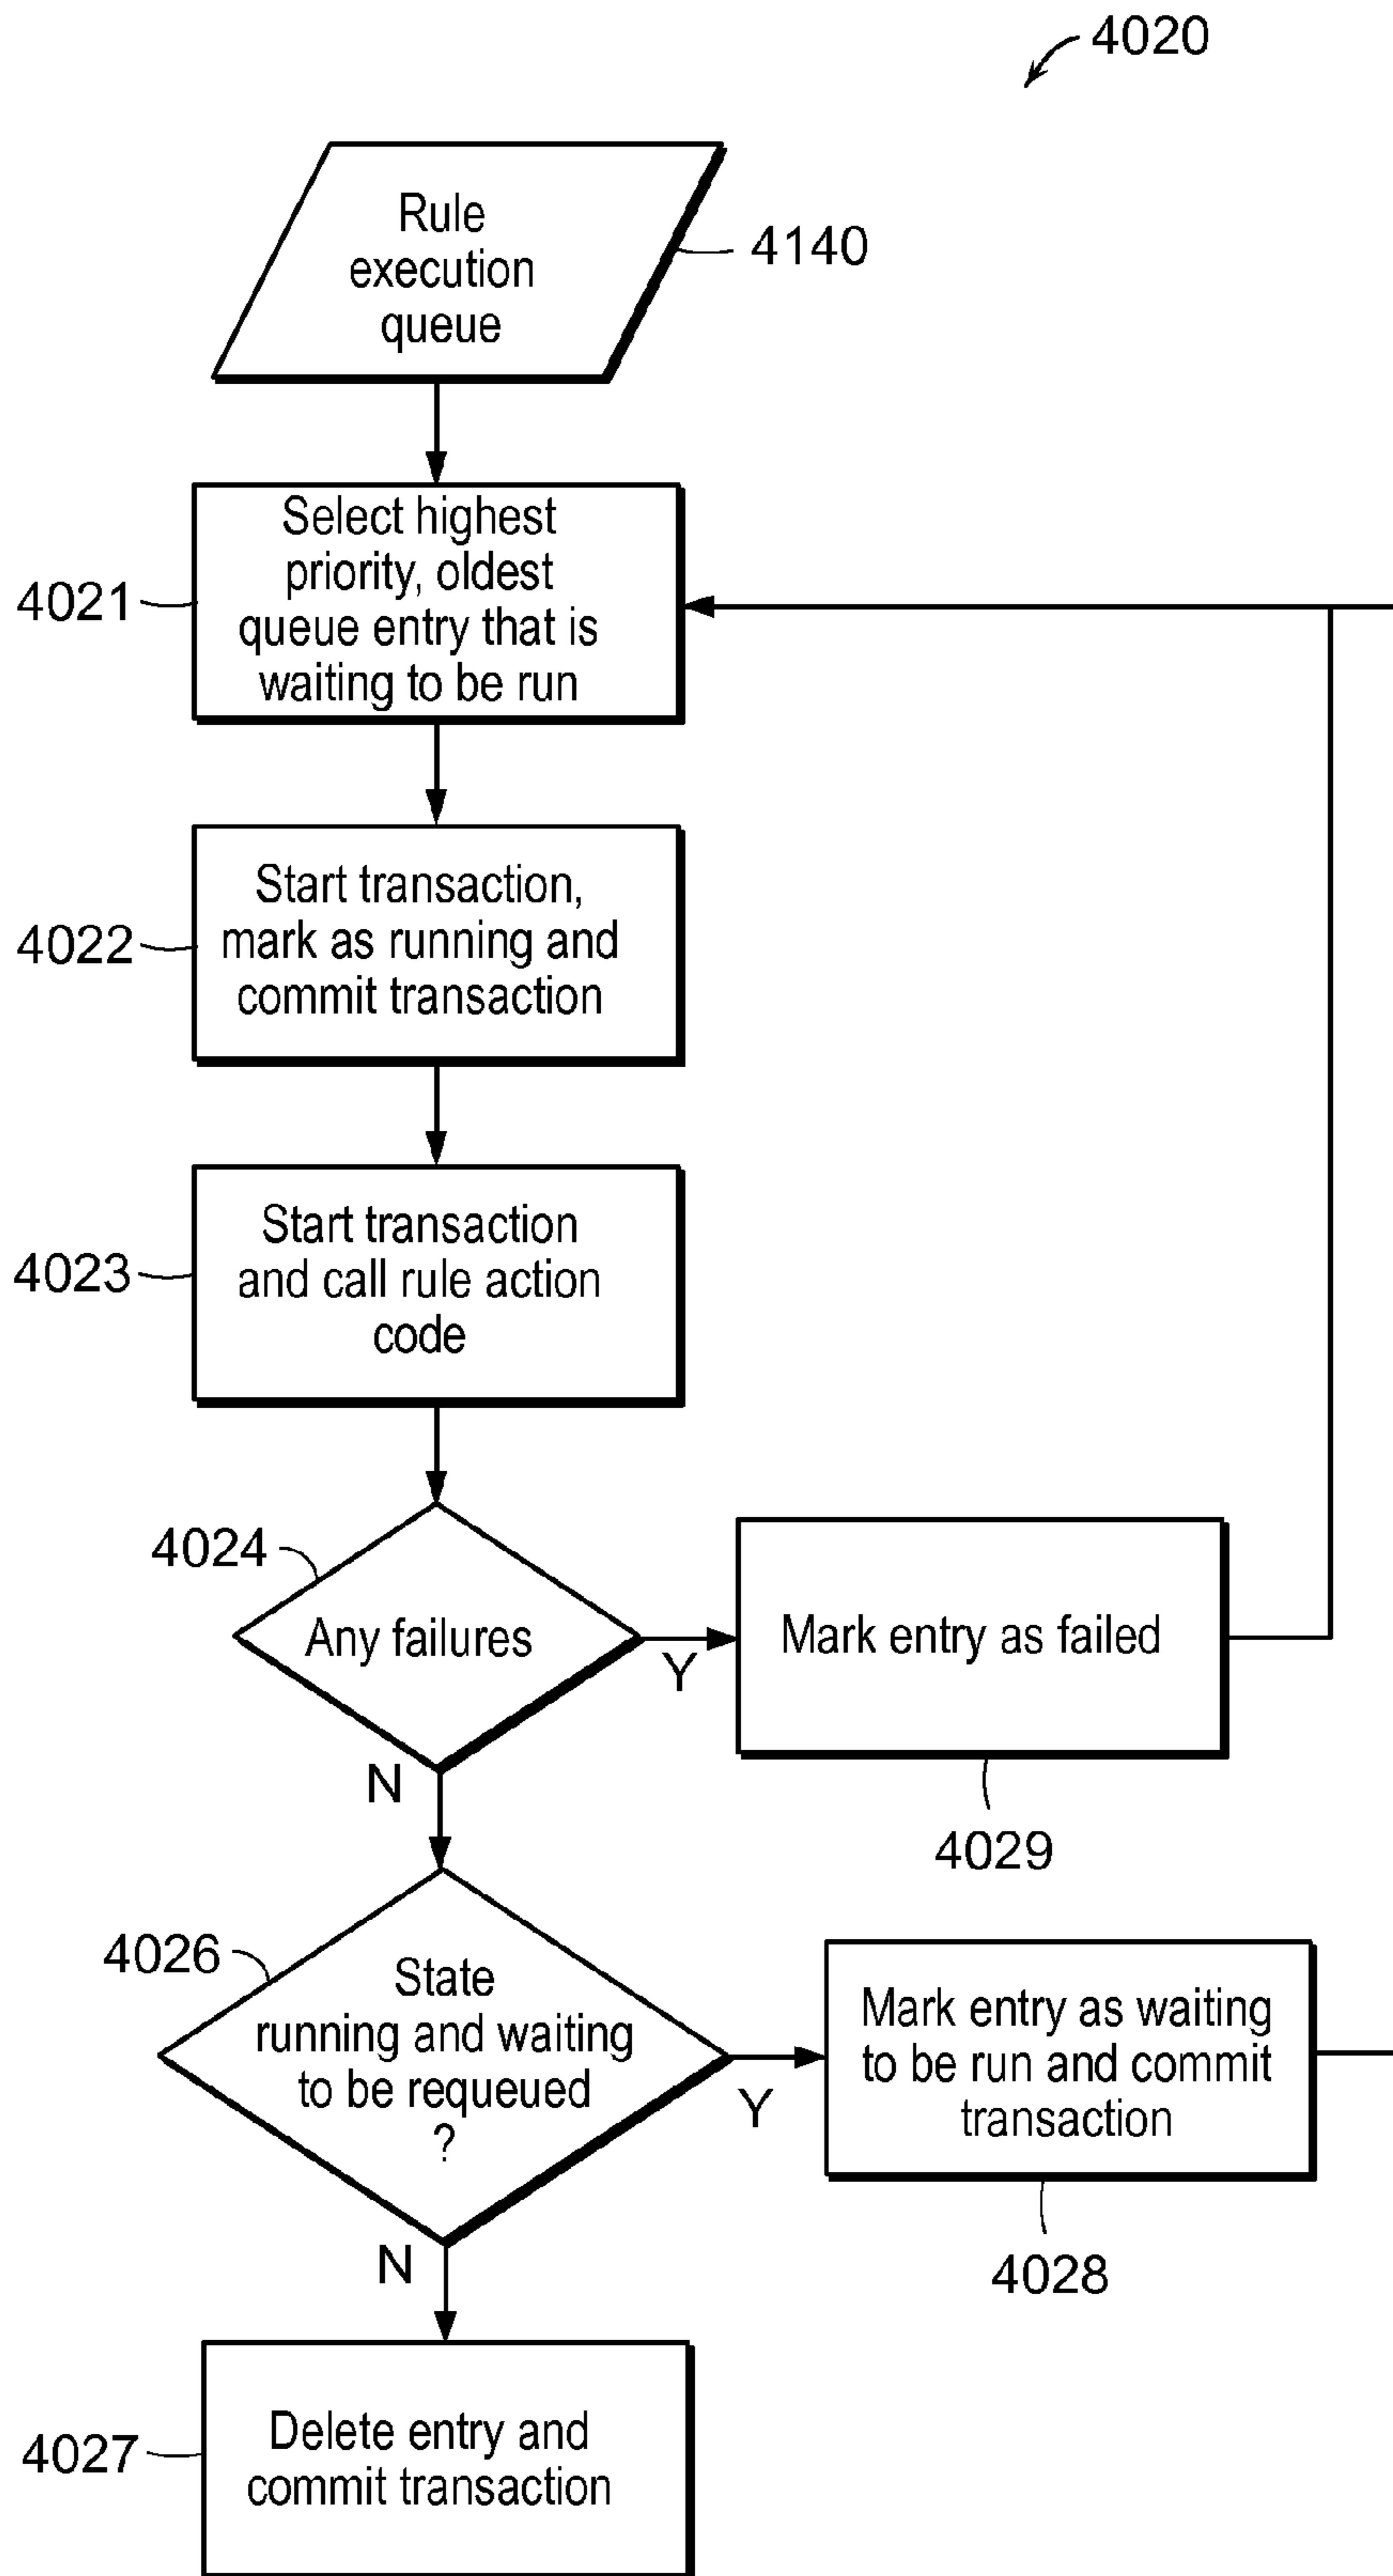 4020
Rule
execution
queue
4140
Select highest
priority, oldest
queue entry that is
waiting to be run
4021
Start transaction,
mark as running and
commit transaction
4022
Start transaction
and call rule action
code
4023
4024
Any failures
Y
Mark entry as failed
N
4029
4026
State
running and waiting
to be requeued
?
Y
Mark entry as waiting
to be run and commit
transaction
N
4028
Delete entry and
commit transaction
4027